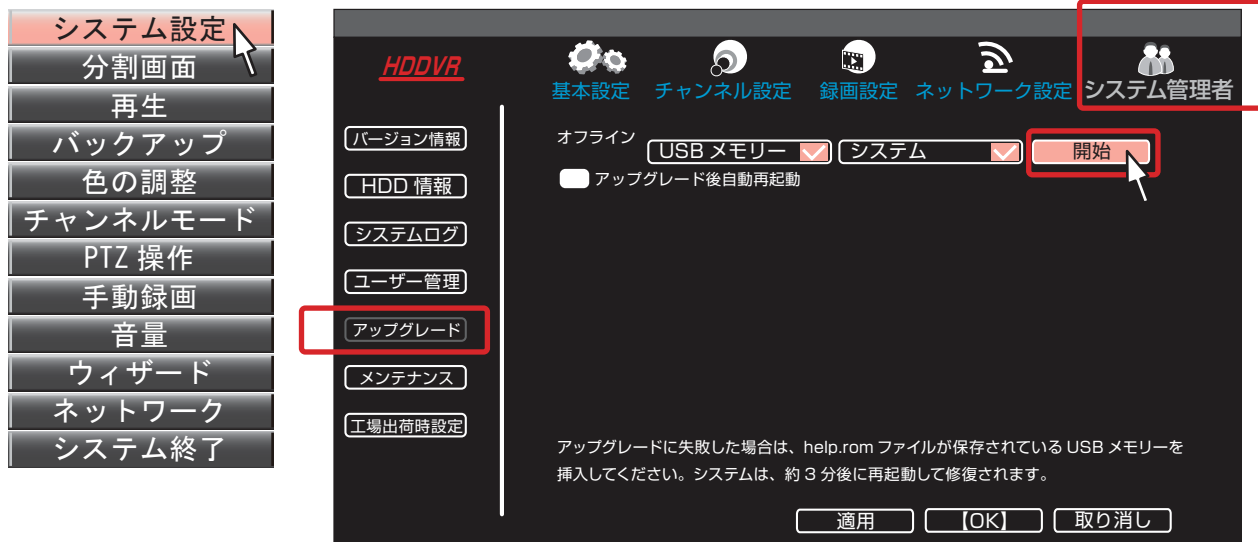 システム設定
分割画面
再生
バックアップ
色の調整
チャンネルモード
PTZ 操作
手動録画
音量
ウィザード
ネットワーク
システム終了
HDDVR
基本設定
チャンネル設定
録画設定
ネットワーク設定
システム管理者
バージョン情報
HDD 情報
システムログ
ユーザー管理
アップグレード
メンテナンス
工場出荷時設定
オフライン USB メモリー システム 開始
アップグレード後自動再起動
アップグレードに失敗した場合は、help.rom ファイルが保存されている USB メモリーを
挿入してください。システムは、約 3 分後に再起動して修復されます。
適用 【OK】 取り消し